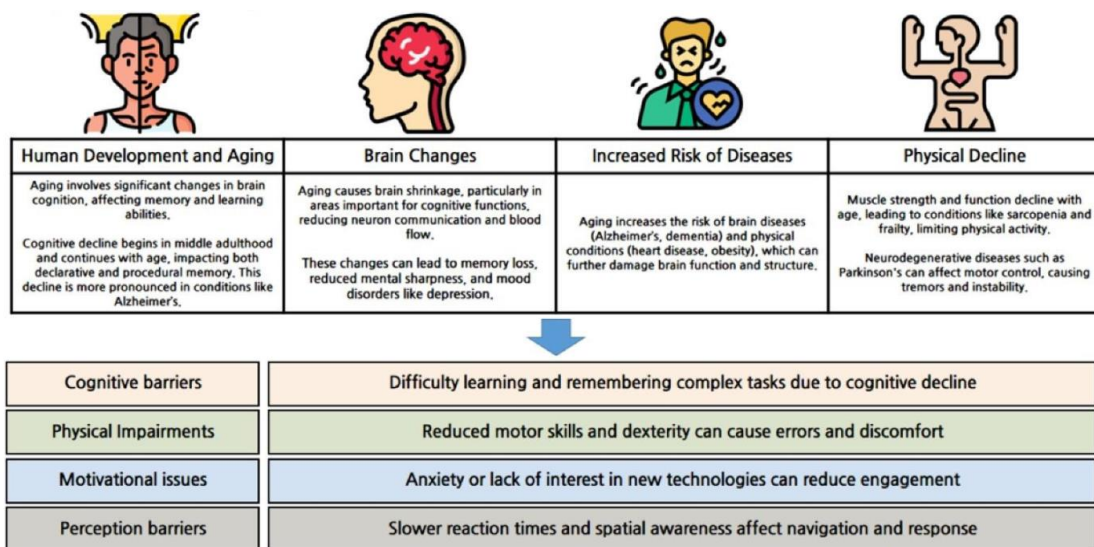 Human Development and Aging
Aging involves significant changes in brain
cognition, affecting memory and learning
abilities.
Cognitive decline begins in middle adulthood
and continues with age, impacting both
declarative and procedural memory. This
decline is more pronounced in conditions like
Alzheimer's.
Brain Changes
Aging causes brain shrinkage, particularly in
areas important for cognitive functions,
reducing neuron communication and blood
flow.
These changes can lead to memory loss,
reduced mental sharpness, and mood
disorders like depression.
Increased Risk of Diseases
Aging increases the risk of brain diseases
(Alzheimer's, dementia) and physical
conditions (heart disease, obesity), which can
further damage brain function and structure.
Physical Decline
Muscle strength and function decline with
age, leading to conditions like sarcopenia and
frailty, limiting physical activity.
Neurodegenerative diseases such as
Parkinson's can affect motor control, causing
tremors and instability.
Cognitive barriers
Difficulty learning and remembering complex tasks due to cognitive decline
Physical Impairments
Reduced motor skills and dexterity can cause errors and discomfort
Motivational issues
Anxiety or lack of interest in new technologies can reduce engagement
Perception barriers
Slower reaction times and spatial awareness affect navigation and response